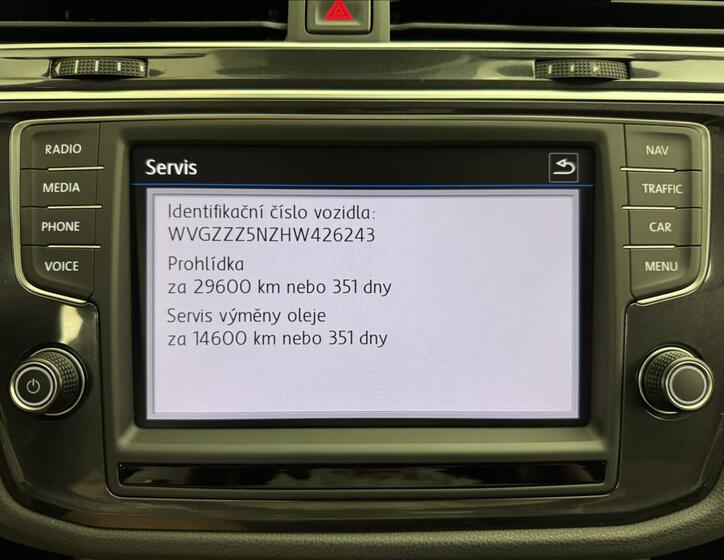 RADIO
MEDIA
PHONE
VOICE
Servis
Identifikační číslo vozidla:
WVGZZZ5NZHW426243
Prohlídka
za 29600 km nebo 351 dny
Servis výměny oleje
za 14600 km nebo 351 dny
NAV
TRAFFIC
CAR
MENU